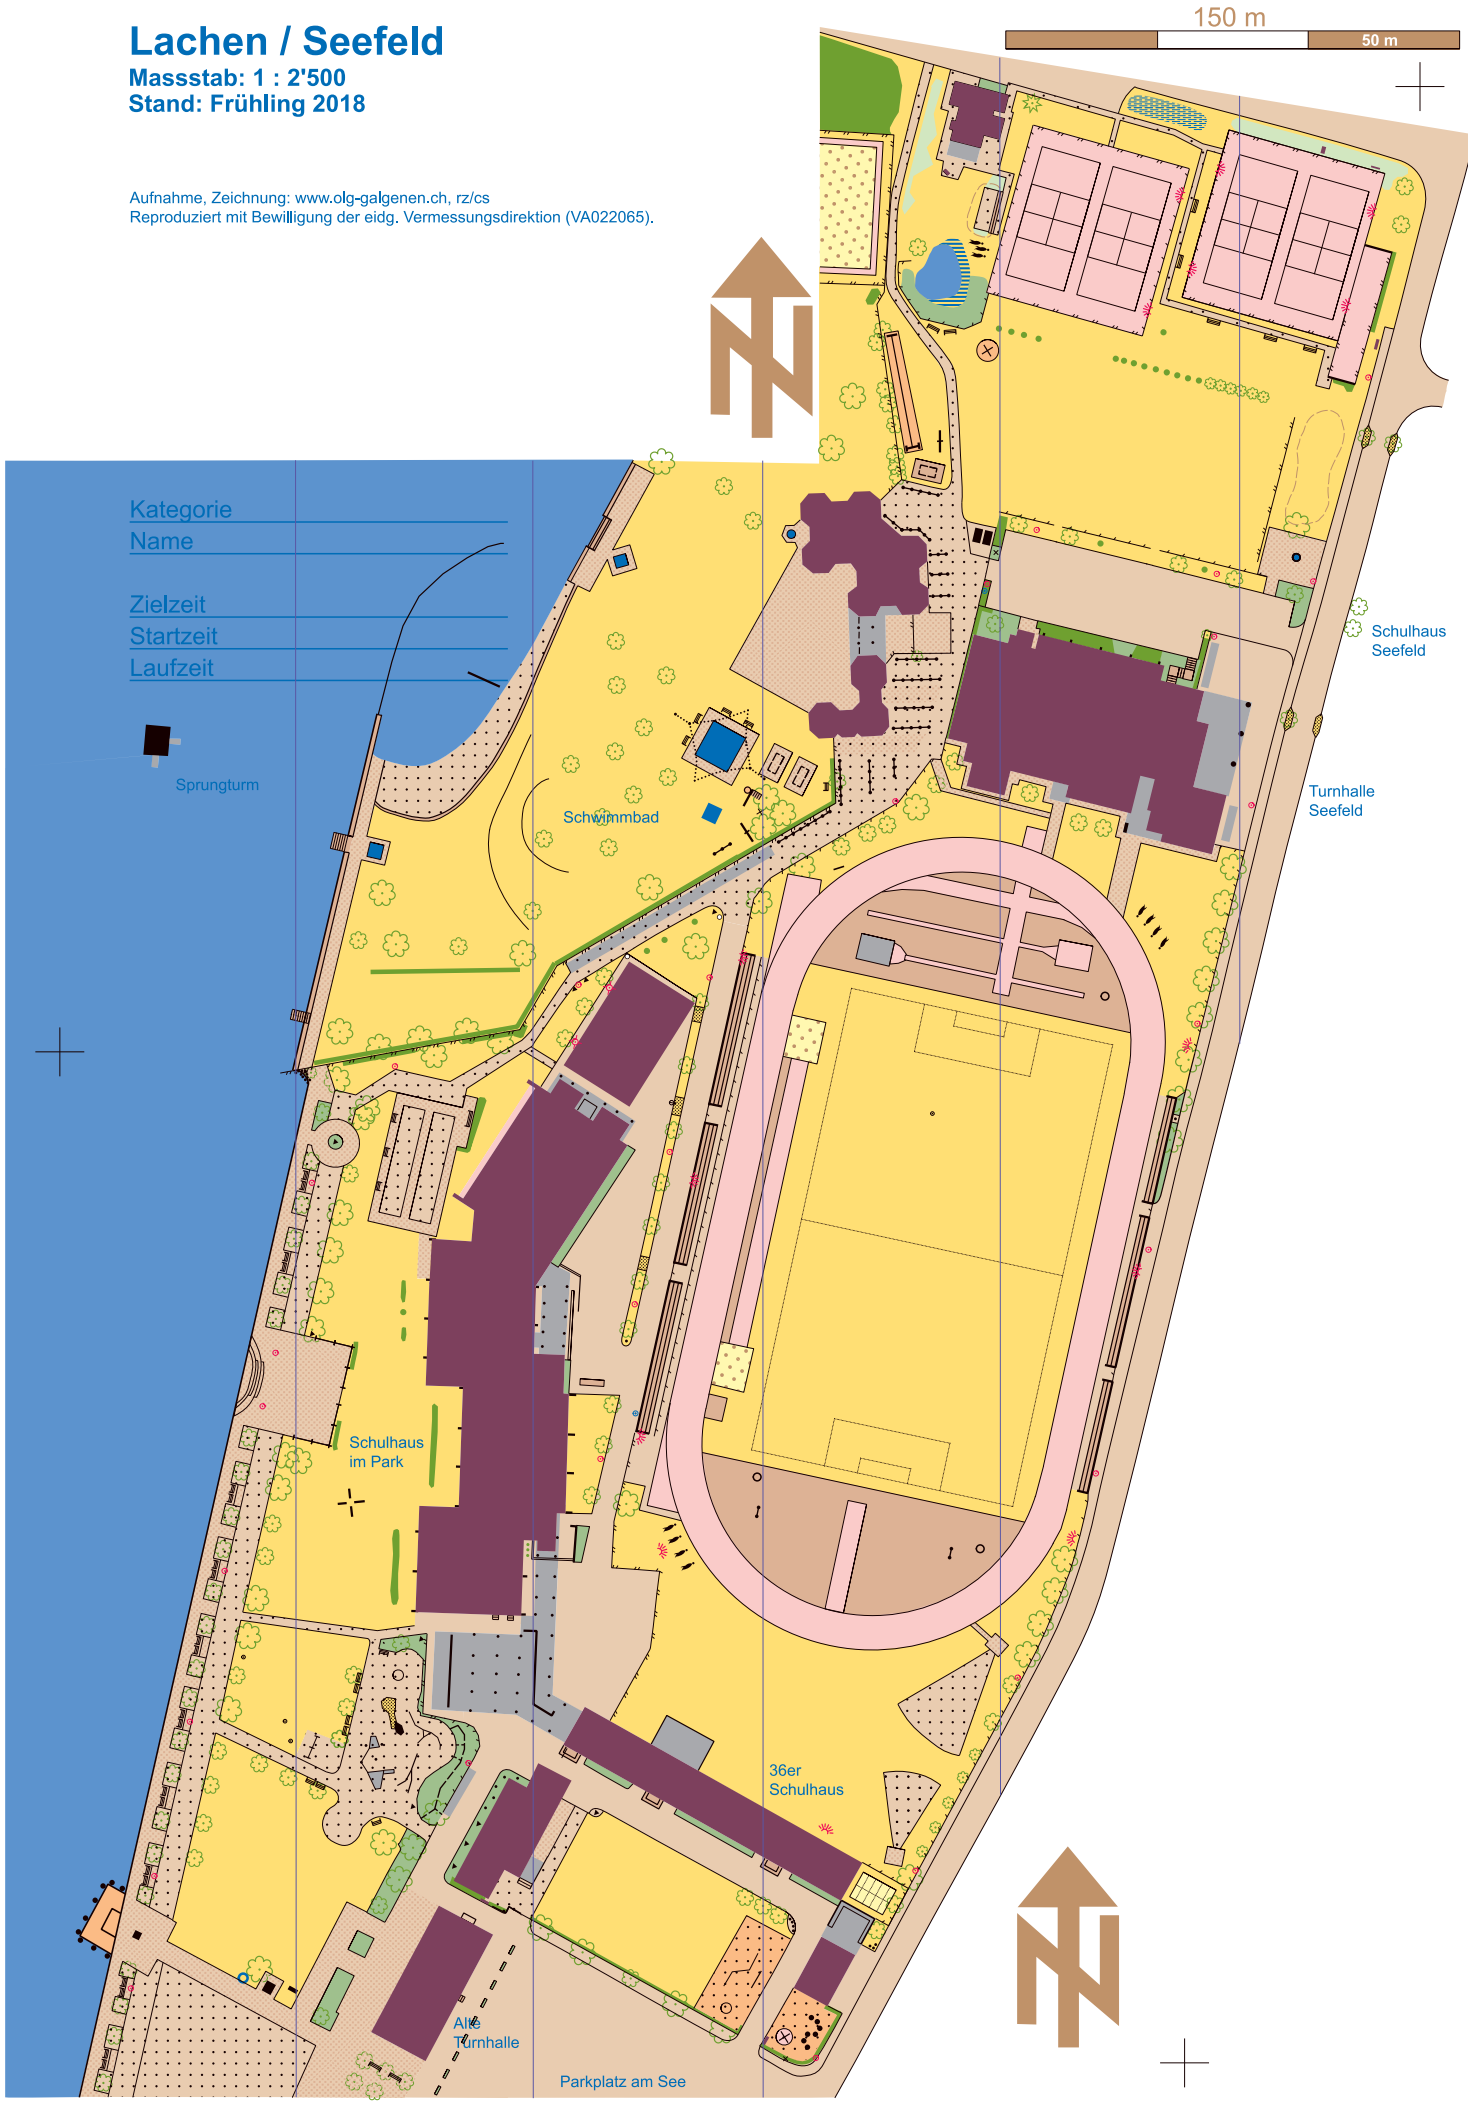 Lachen / Seefeld
Massstab: 1 : 2'500
Stand: Frühling 2018
150 m
50 m
Aufnahme, Zeichnung: www.olg-galgenen.ch, rz/cs
Reproduziert mit Bewilligung der eidg. Vermessungsdirektion (VA022065).
N
Kategorie
Name
Zielzeit
Startzeit
Laufzeit
Schulhaus
Seefeld
Sprungturm
Turnhalle
Seefeld
Schwimmbad
Schulhaus
im Park
36er
Schulhaus
N
Alte
Turnhalle
Parkplatz am See